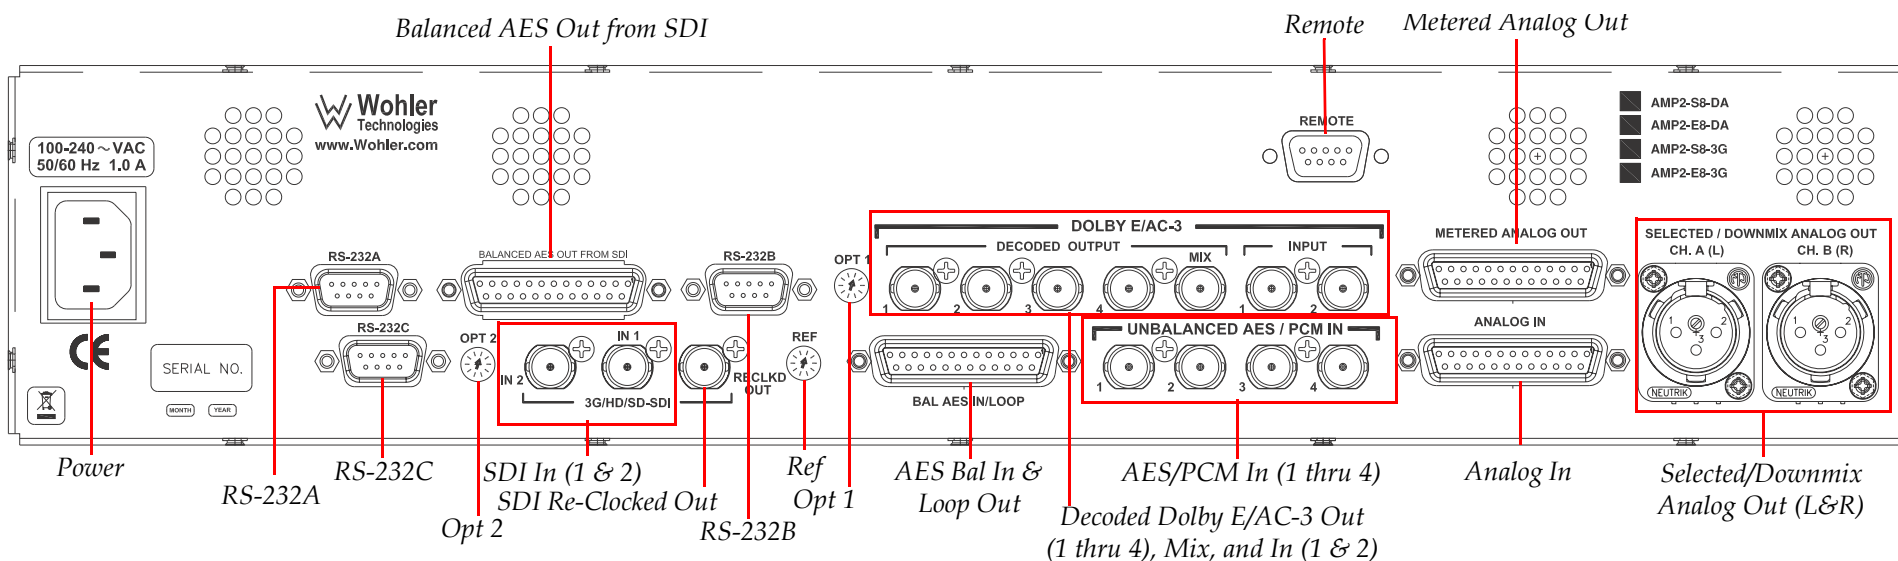 Balanced AES Out from SDI
Remote
Metered Analog Out
Wohler
Technologies
www.Wohler.com
100-240~VAC
50/60 Hz 1.0 A
REMOTE
AMP2-S8-DA
AMP2-E8-DA
AMP2-S8-3G
AMP2-E8-3G
DOLBY E/AC-3
DECODED OUTPUT
INPUT
MIX
1
2
3
4
1
2
METERED ANALOG OUT
SELECTED / DOWNMIX ANALOG OUT
CH. A (L)
CH. B (R)
RS-232A
BALANCED AES OUT FROM SDI
RS-232B
OPT 1
RS-232C
OPT 2
IN 1
IN 2
RECLKD
OUT
3G/HD/SD-SDI
REF
BAL AES IN/LOOP
UNBALANCED AES / PCM IN
1
2
3
4
ANALOG IN
1
2
3
1
2
3
NEUTRIK
NEUTRIK
CE
SERIAL NO.
MONTH
YEAR
Power
RS-232A
RS-232C
Opt 2
SDI In (1 & 2)
SDI Re-Clocked Out
RS-232B
Ref
Opt 1
AES Bal In &
Loop Out
AES/PCM In (1 thru 4)
Decoded Dolby E/AC-3 Out
(1 thru 4), Mix, and In (1 & 2)
Analog In
Selected/Downmix
Analog Out (L&R)